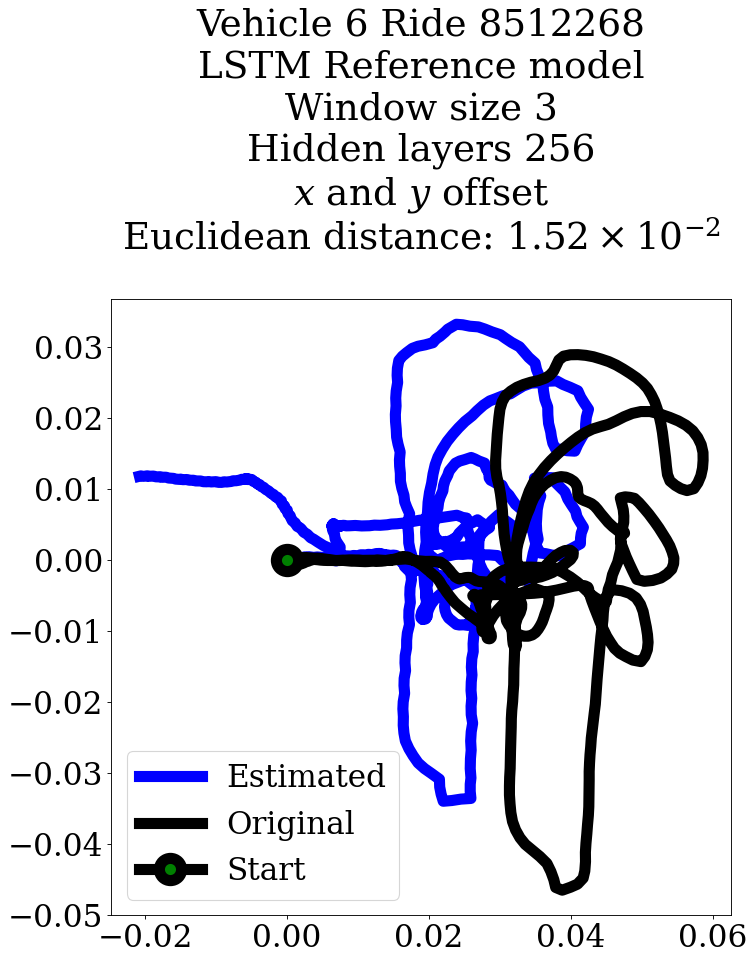 Vehicle 6 Ride 8512268
LSTM Reference model
Window size 3
Hidden layers 256
x and y offset
Euclidean distance: 1.52 × 10⁻²
0.03
0.02
0.01
0.00
−0.01
−0.02
−0.03
−0.04
−0.05
Estimated
Original
Start
−0.02 0.00 0.02 0.04 0.06